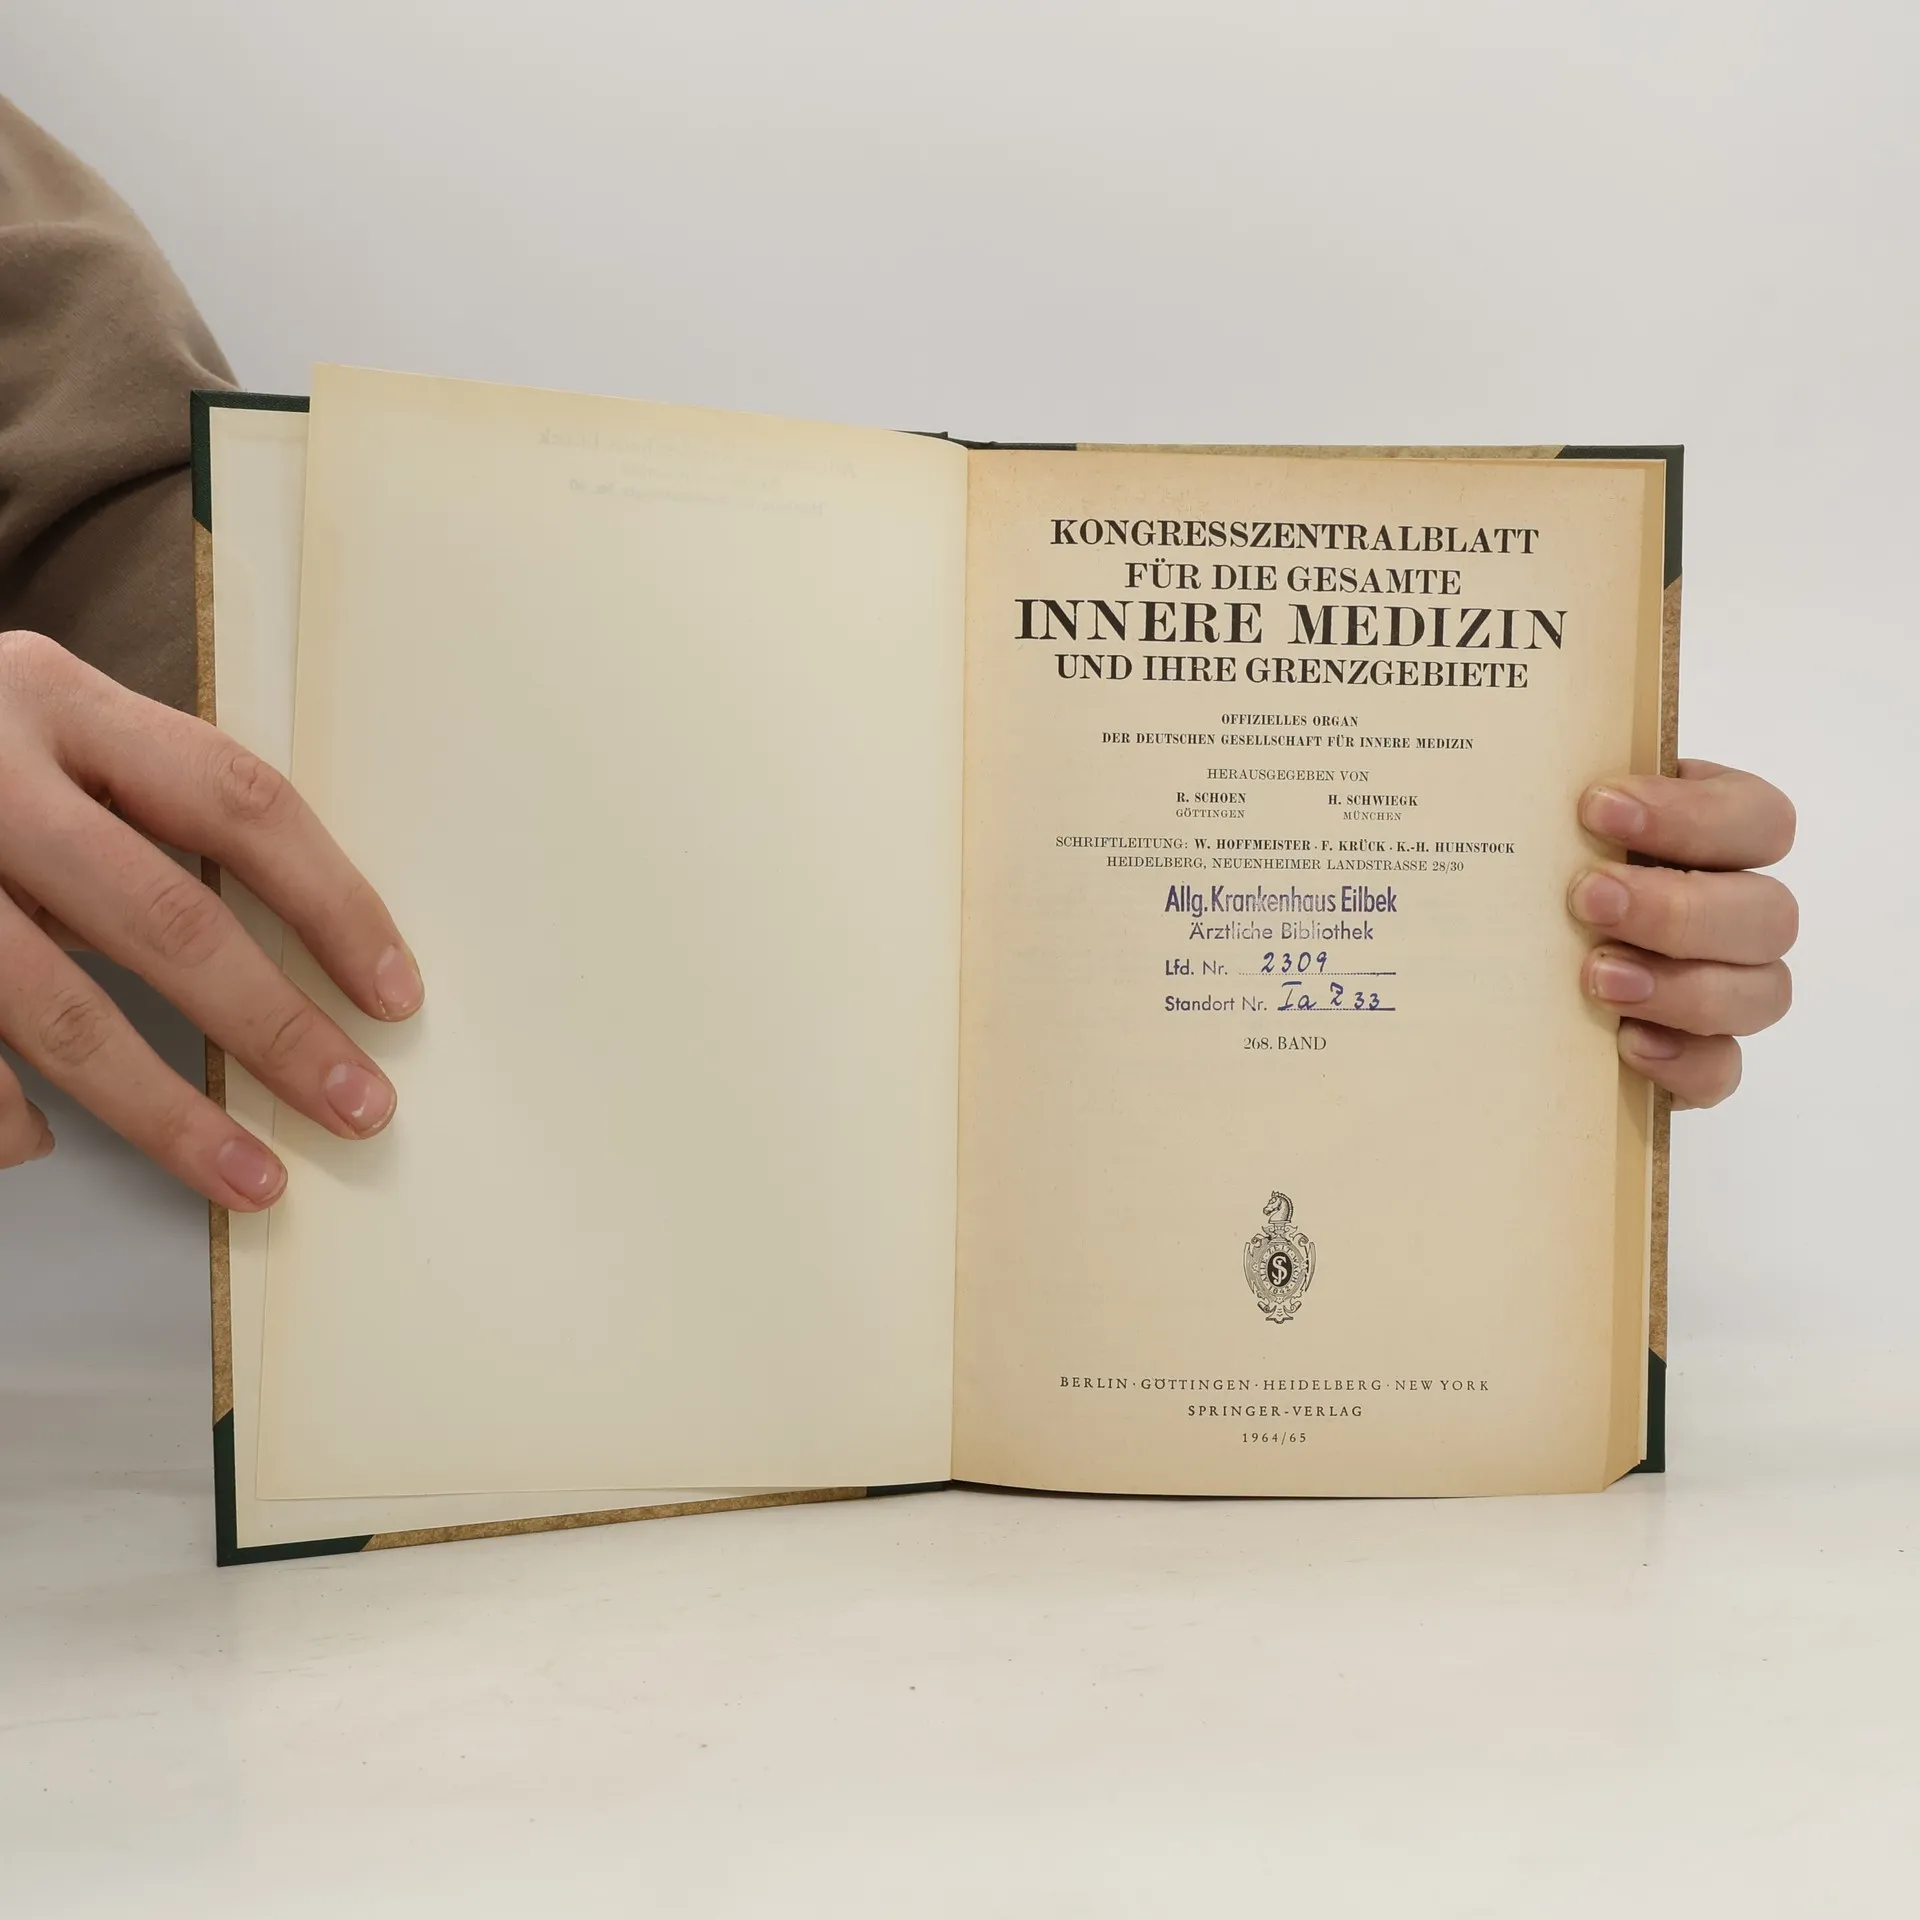 KONGRESSZENTRALBLATT
FÜR DIE GESAMTE
INNERE MEDIZIN
UND IHRE GRENZGEBIETE
OFFIZIELLES ORGAN
DER DEUTSCHEN GESELLSCHAFT FÜR INNERE MEDIZIN
HERAUSGEGEBEN VON
R. SCHOEN H. SCHWIEGK
GÖTTINGEN MÜNCHEN
SCHRIFTLEITUNG: W. HOFFMEISTER · F. KRÜCK · K.-H. HUHNSTOCK
HEIDELBERG, NEUENHEIMER LANDSTRASSE 28/30
Allg. Krankenhaus Eilbek
Ärztliche Bibliothek
Lfd. Nr. 2309
Standort Nr. Ia Z 33
268. BAND
BERLIN · GÖTTINGEN · HEIDELBERG · NEW YORK
SPRINGER-VERLAG
1964/65